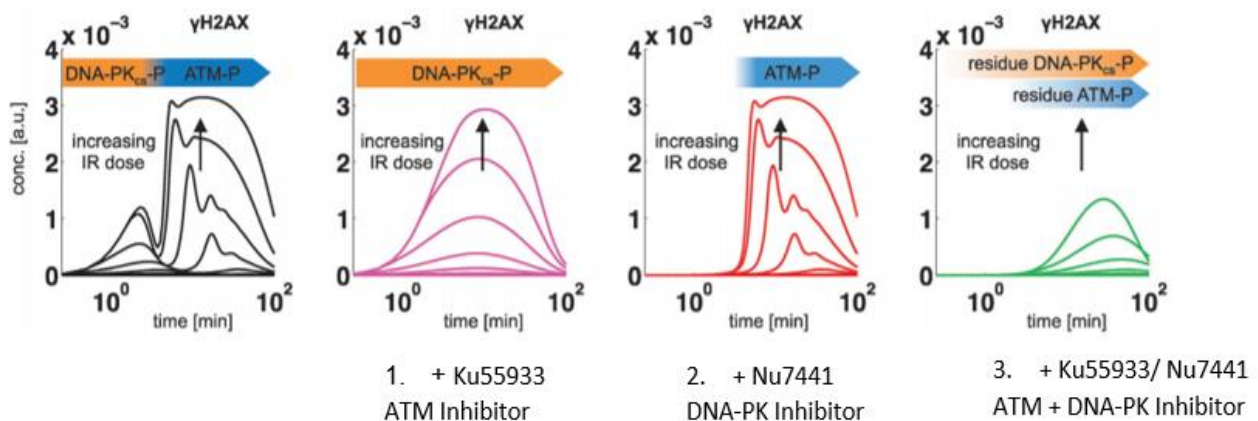 γH2AX
x 10⁻³
4
3
2
1
0
conc. [a.u.]
DNA-PKcs-P
ATM-P
increasing
IR dose
10⁰
10²
time [min]
γH2AX
x 10⁻³
4
3
2
1
0
DNA-PKcs-P
increasing
IR dose
10⁰
10²
time [min]
1. + Ku55933
ATM Inhibitor
γH2AX
x 10⁻³
4
3
2
1
0
ATM-P
increasing
IR dose
10⁰
10²
time [min]
2. + Nu7441
DNA-PK Inhibitor
γH2AX
x 10⁻³
4
3
2
1
0
residue DNA-PKcs-P
residue ATM-P
increasing
IR dose
10⁰
10²
time [min]
3. + Ku55933/ Nu7441
ATM + DNA-PK Inhibitor